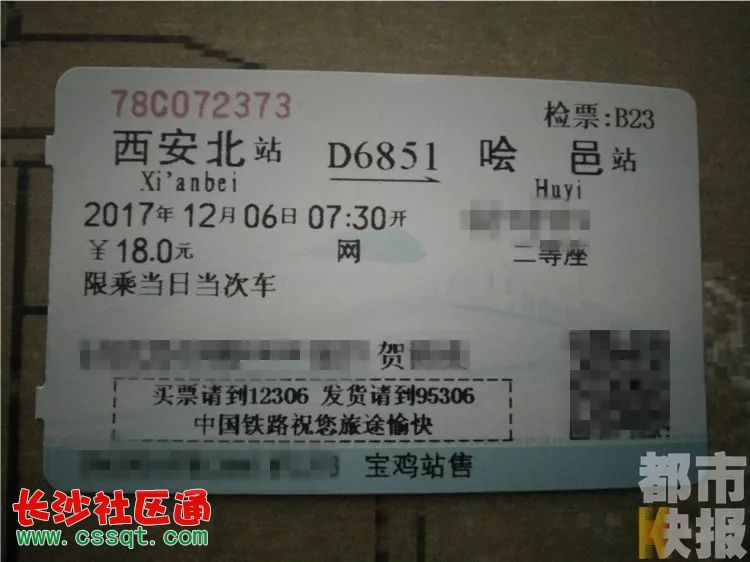 78C072373
检票:B23
西安北站 D6851 哙邑站
Xi'anbei Huyi
2017年12月06日07:30开
¥18.0元 网 二等座
限乘当日当次车
贺
买票请到12306 发货请到95306
中国铁路祝您旅途愉快
宝鸡站售
长沙社区通
www.cssqt.com
都市
快报